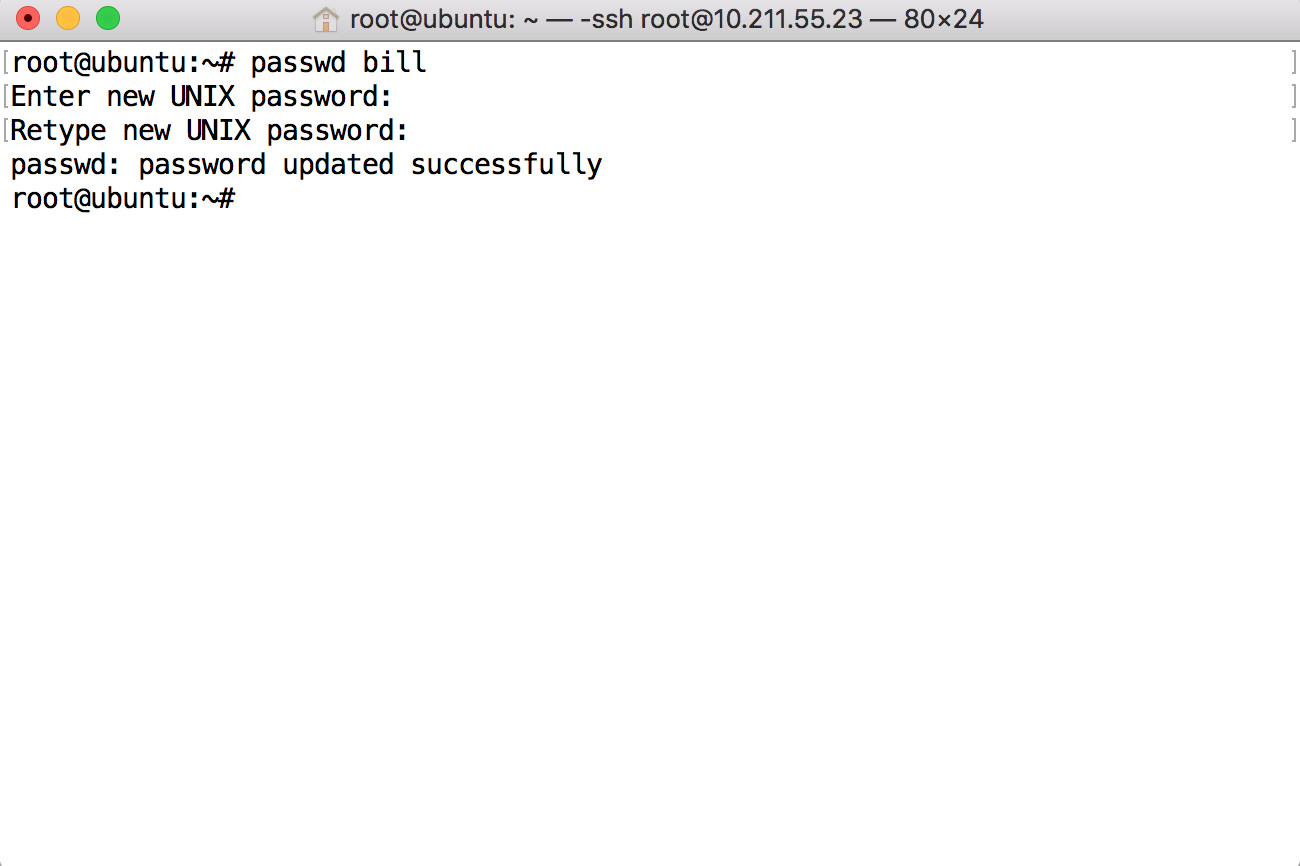 root@ubuntu: ~ — -ssh root@10.211.55.23 — 80×24
[root@ubuntu:~# passwd bill ]
[Enter new UNIX password: ]
[Retype new UNIX password: ]
passwd: password updated successfully
root@ubuntu:~#